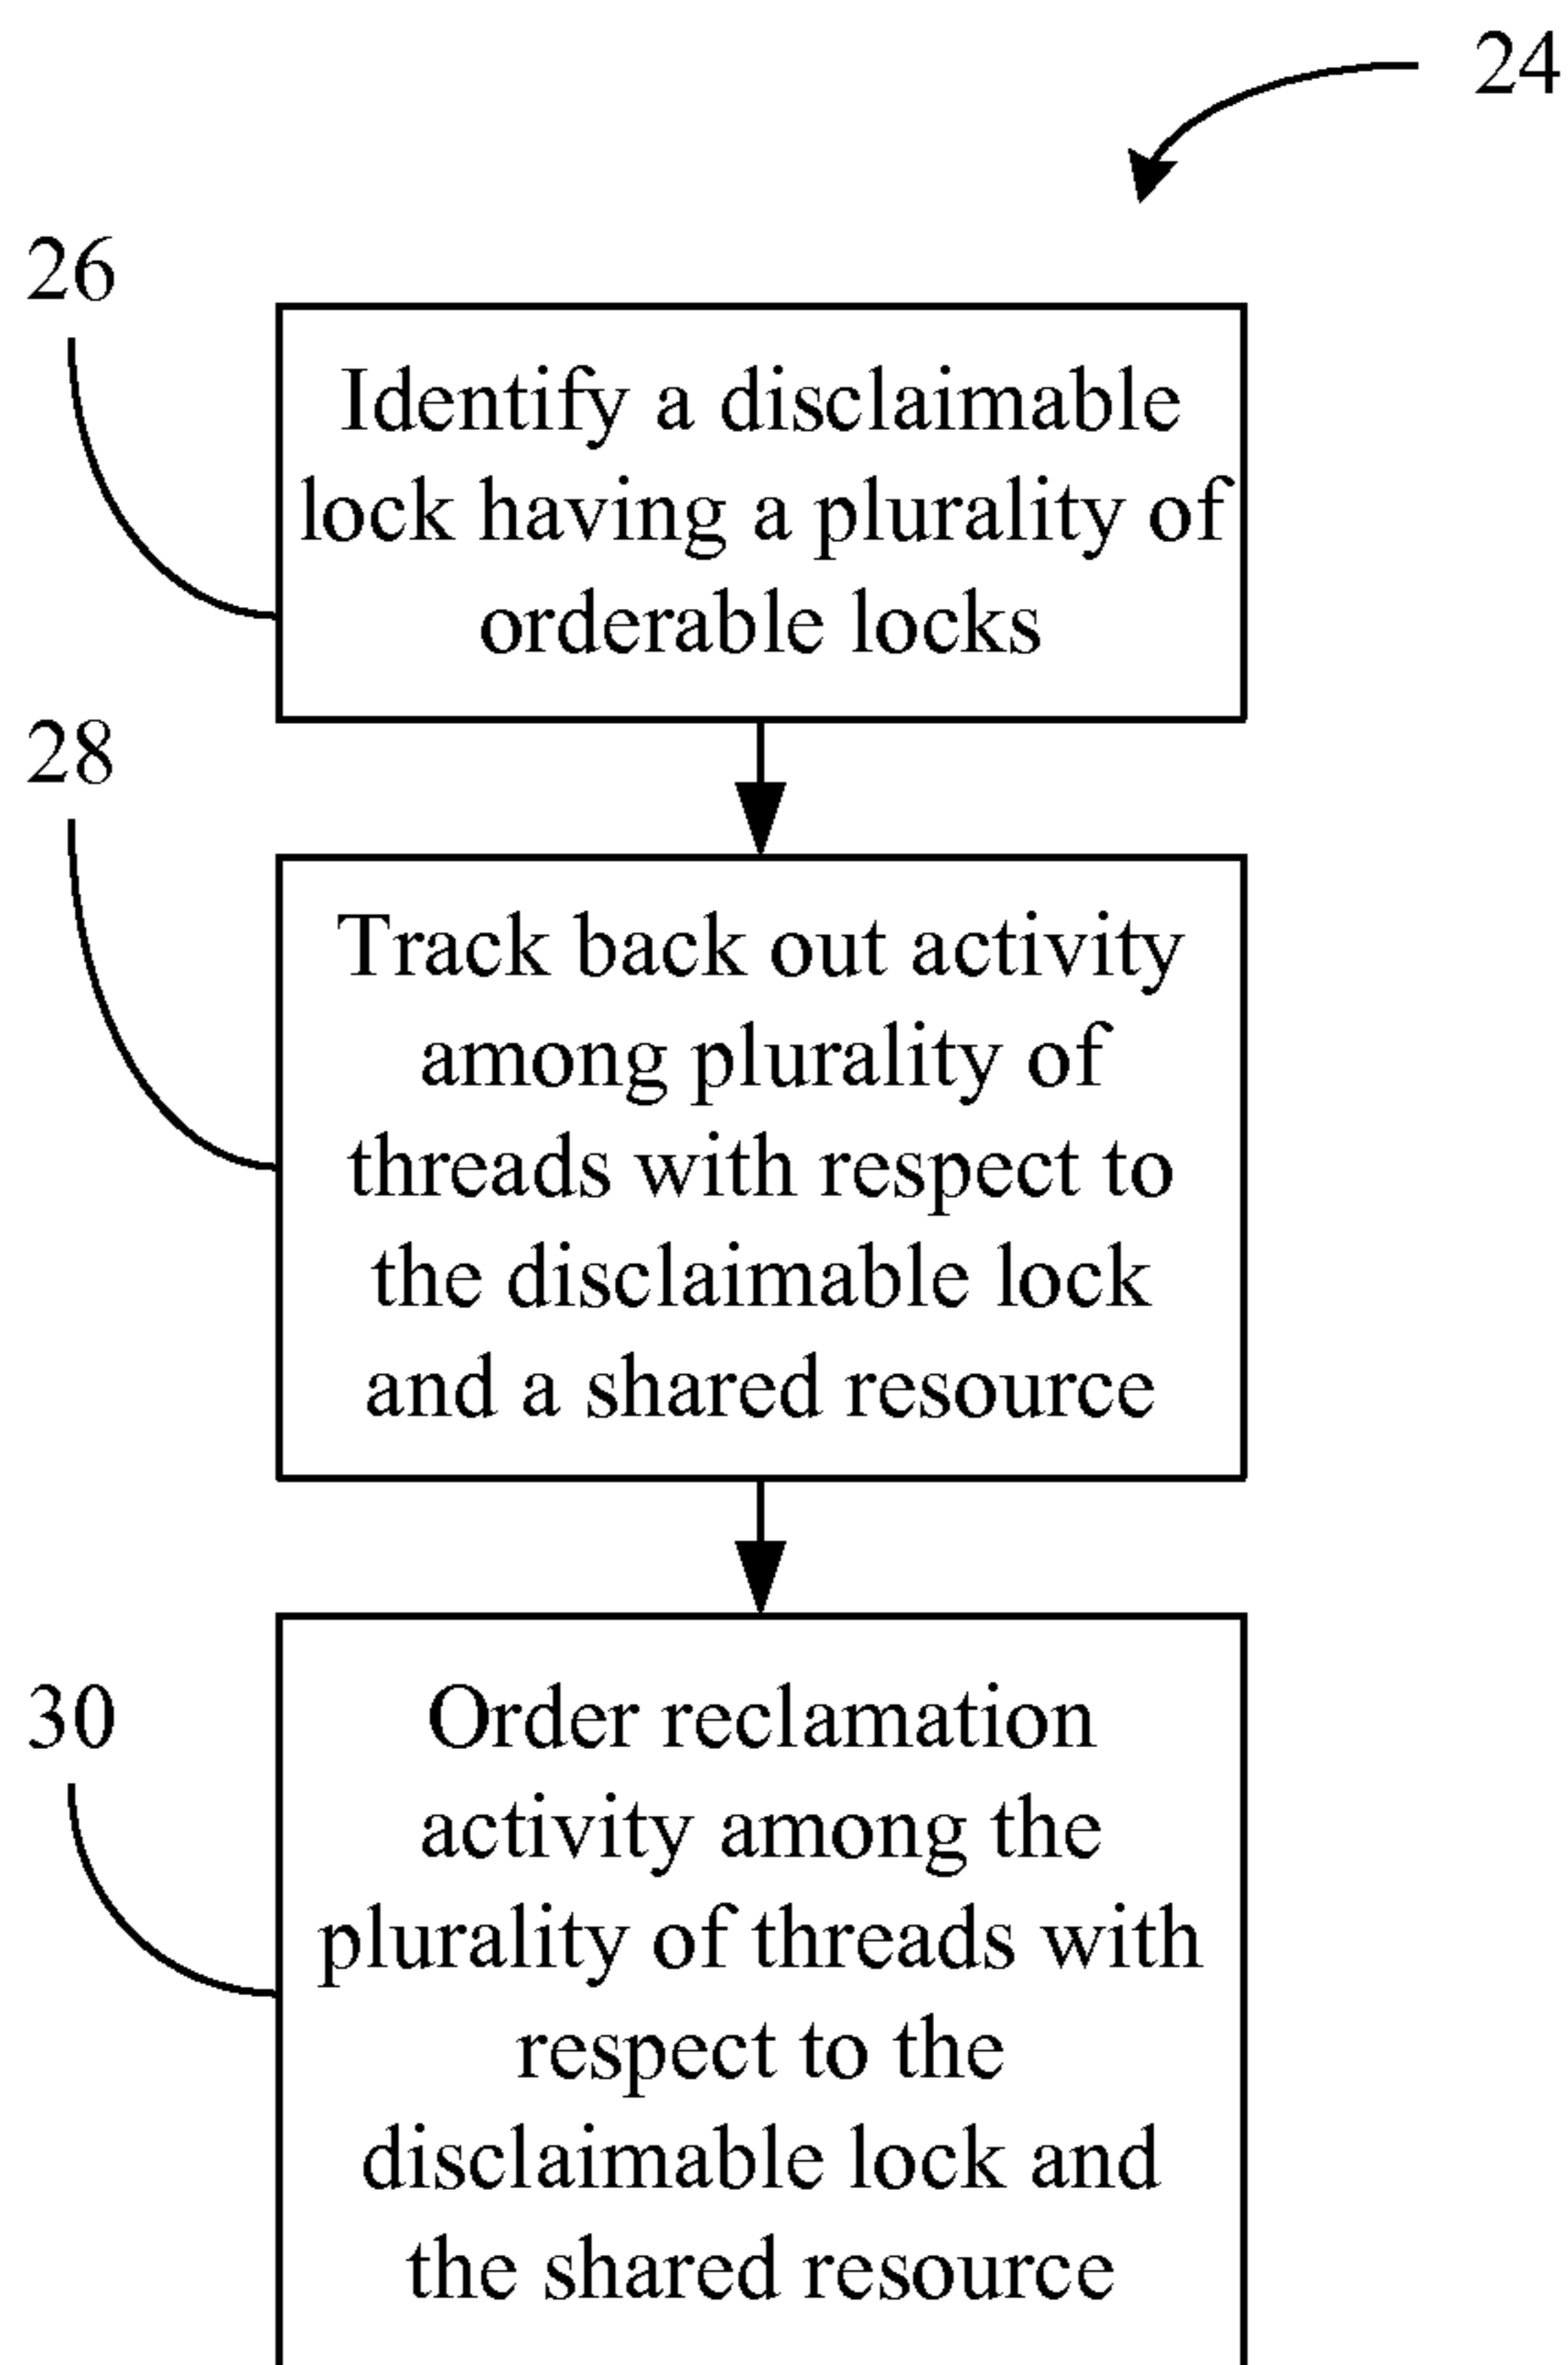 24
26
Identify a disclaimable
lock having a plurality of
orderable locks
28
Track back out activity
among plurality of
threads with respect to
the disclaimable lock
and a shared resource
30
Order reclamation
activity among the
plurality of threads with
respect to the
disclaimable lock and
the shared resource